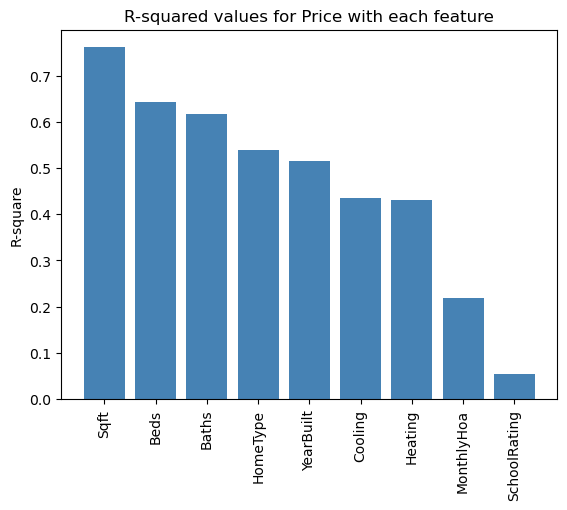 R-squared values for Price with each feature
R-square
0.7
0.6
0.5
0.4
0.3
0.2
0.1
0.0
Sqft
Beds
Baths
HomeType
YearBuilt
Cooling
Heating
MonthlyHoa
SchoolRating